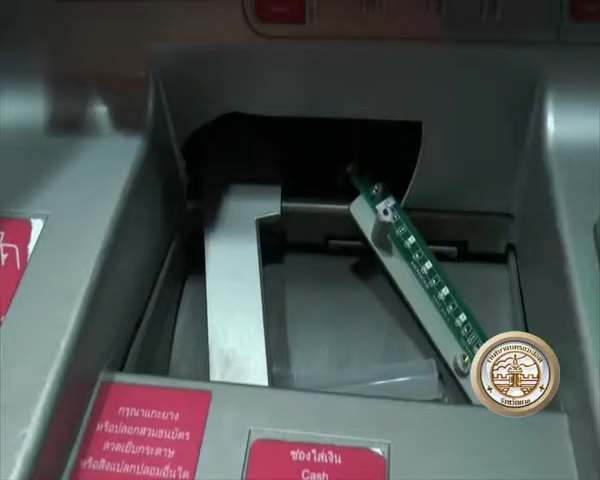 กรุณาแกะยาง
หรือปลอกสวมธนบัตร
ลวดเย็บกระดาษ
หรือสิ่งแปลกปลอมอื่นใด
ช่องใส่เงิน
Cash